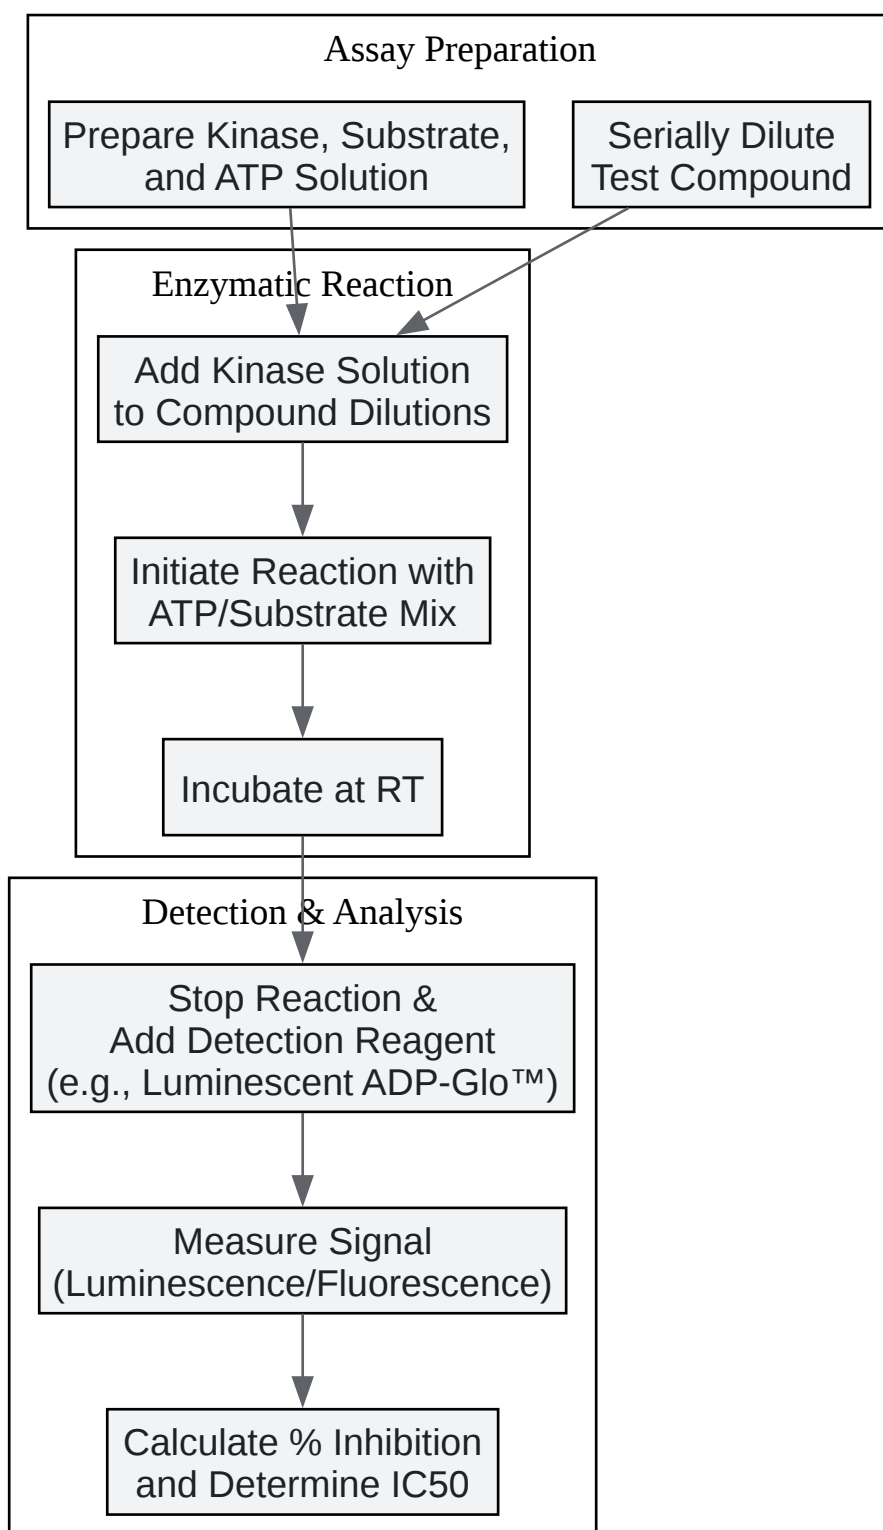 Assay Preparation
Prepare Kinase, Substrate,
and ATP Solution
Serially Dilute
Test Compound
Enzymatic Reaction
Add Kinase Solution
to Compound Dilutions
Initiate Reaction with
ATP/Substrate Mix
Incubate at RT
Detection & Analysis
Stop Reaction &
Add Detection Reagent
(e.g., Luminescent ADP-Glo™)
Measure Signal
(Luminescence/Fluorescence)
Calculate % Inhibition
and Determine IC50